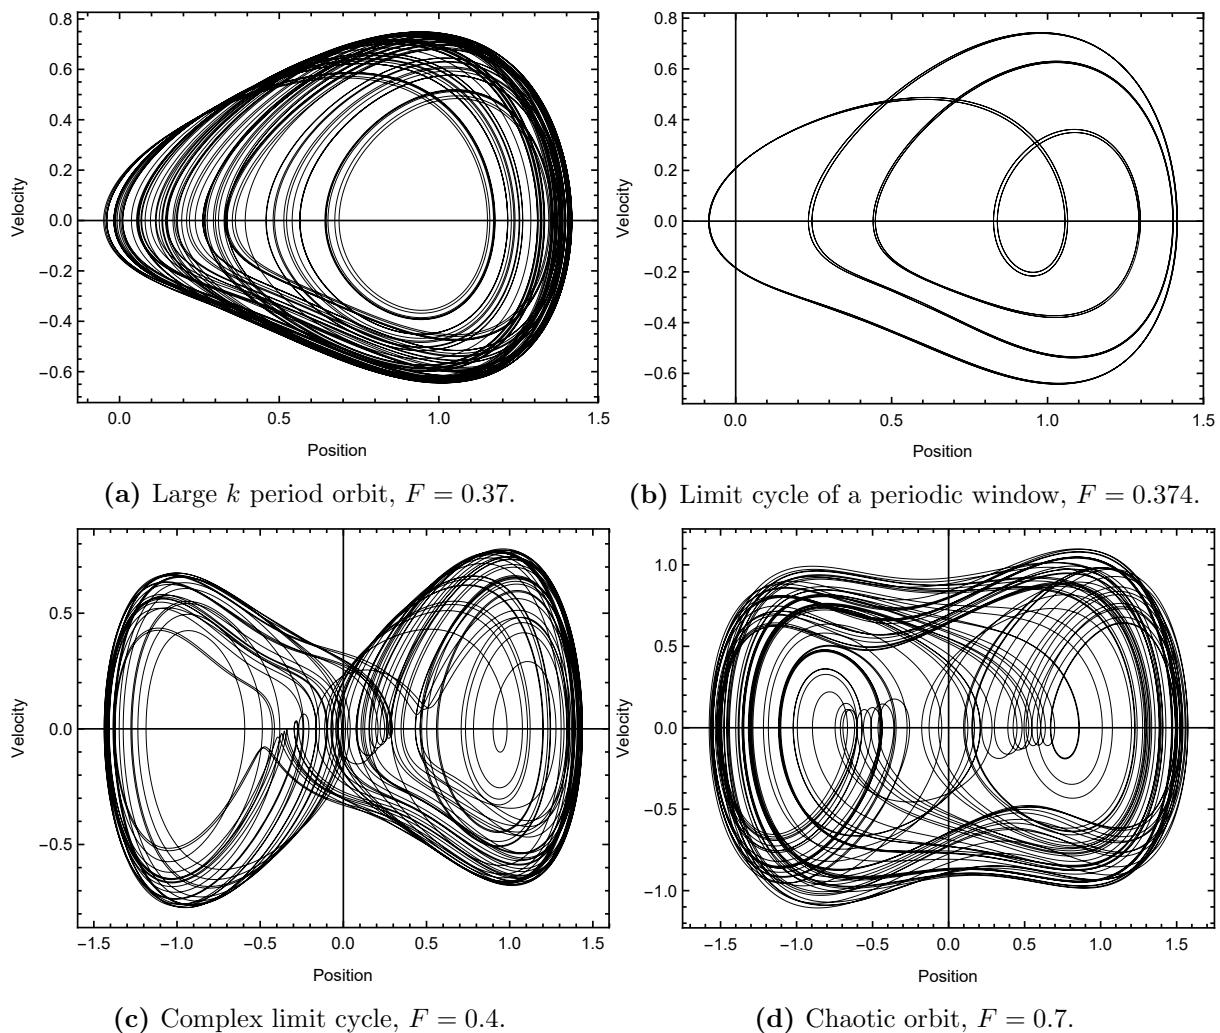 0.8
0.6
0.4
0.2
0.0
−0.2
−0.4
−0.6
Velocity
0.0 0.5 1.0 1.5
Position
(a) Large k period orbit, F = 0.37.
0.8
0.6
0.4
0.2
0.0
−0.2
−0.4
−0.6
Velocity
0.0 0.5 1.0 1.5
Position
(b) Limit cycle of a periodic window, F = 0.374.
0.5
0.0
−0.5
Velocity
−1.5 −1.0 −0.5 0.0 0.5 1.0 1.5
Position
(c) Complex limit cycle, F = 0.4.
1.0
0.5
0.0
−0.5
−1.0
Velocity
−1.5 −1.0 −0.5 0.0 0.5 1.0 1.5
Position
(d) Chaotic orbit, F = 0.7.